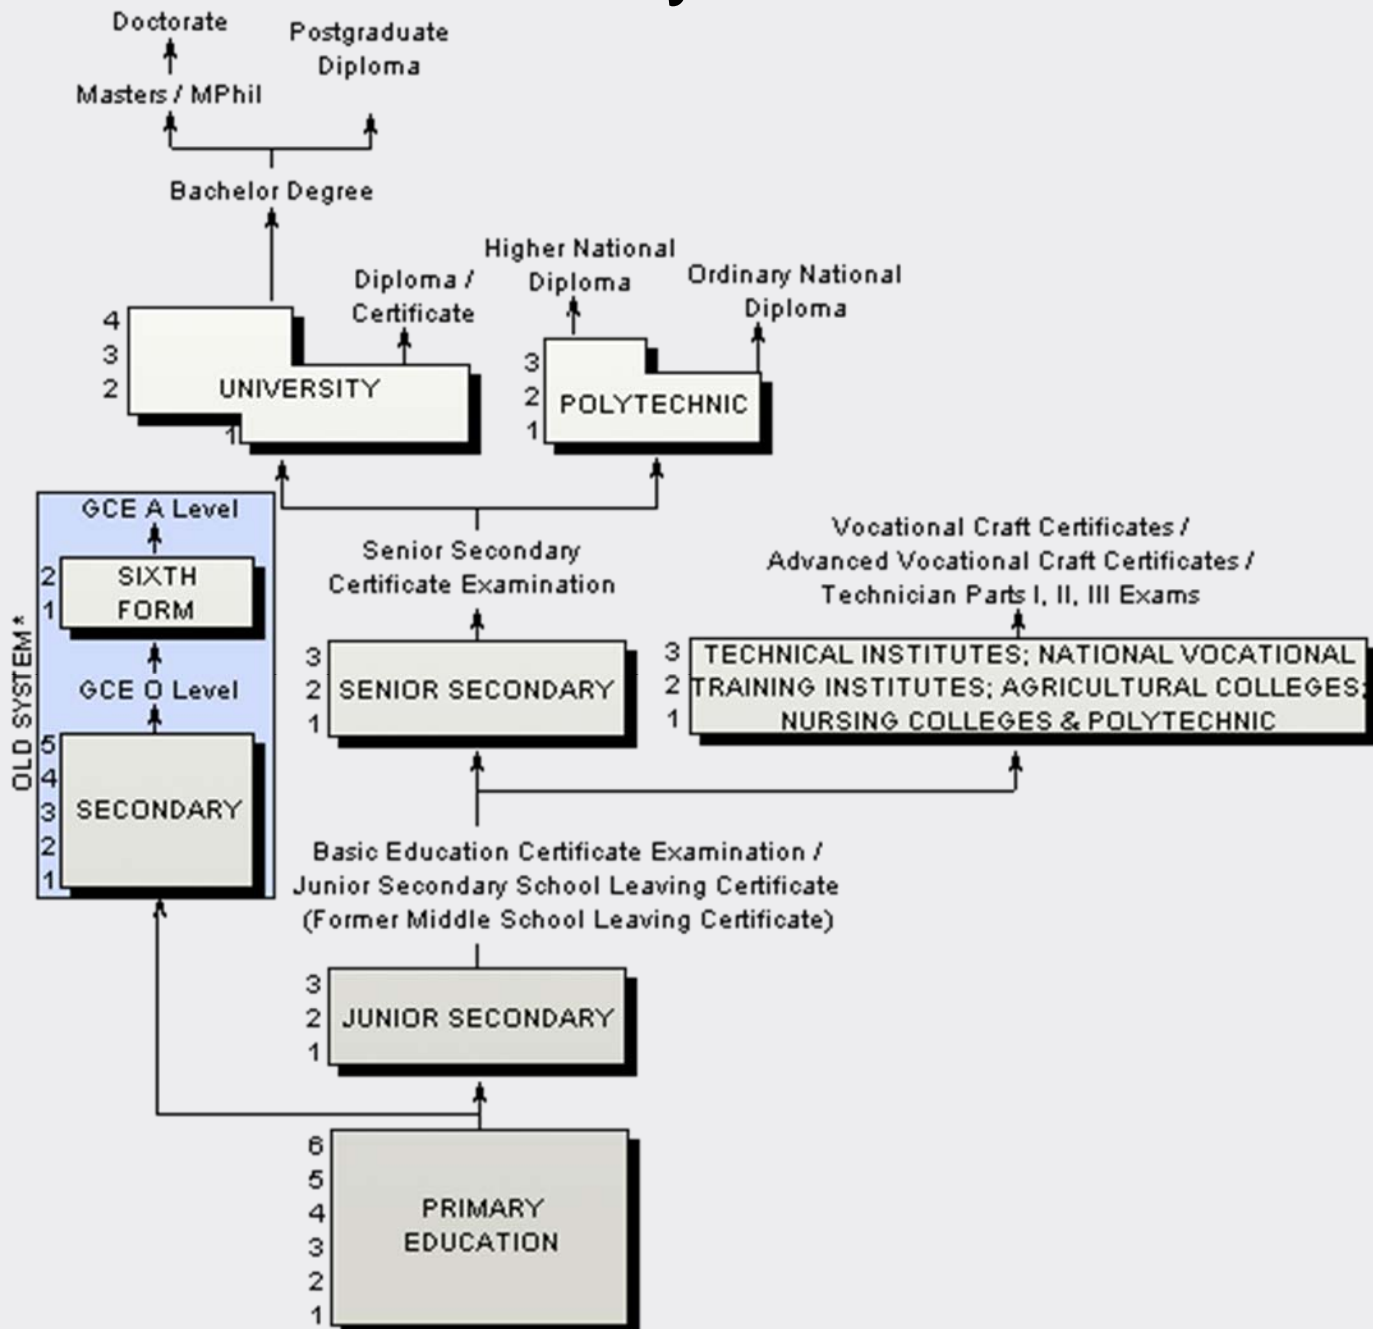 Doctorate
Postgraduate
Diploma
Masters / MPhil
Bachelor Degree
Higher National
Diploma
Ordinary National
Diploma
Diploma /
Certificate
4
3
2
1
UNIVERSITY
3
2
1
POLYTECHNIC
OLD SYSTEM*
GCE A Level
2
1
SIXTH
FORM
GCE O Level
5
4
3
2
1
SECONDARY
Senior Secondary
Certificate Examination
3
2
1
SENIOR SECONDARY
Vocational Craft Certificates /
Advanced Vocational Craft Certificates /
Technician Parts I, II, III Exams
3
2
1
TECHNICAL INSTITUTES; NATIONAL VOCATIONAL
TRAINING INSTITUTES; AGRICULTURAL COLLEGES;
NURSING COLLEGES & POLYTECHNIC
Basic Education Certificate Examination /
Junior Secondary School Leaving Certificate
(Former Middle School Leaving Certificate)
3
2
1
JUNIOR SECONDARY
6
5
4
3
2
1
PRIMARY
EDUCATION